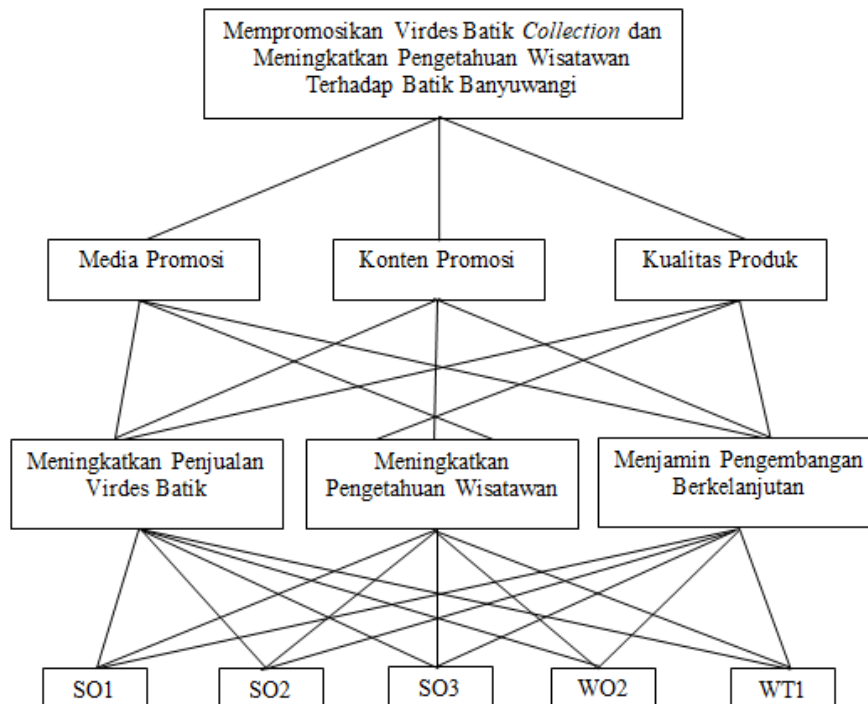 Mempromosikan Virdes Batik Collection dan
Meningkatkan Pengetahuan Wisatawan
Terhadap Batik Banyuwangi
Media Promosi
Konten Promosi
Kualitas Produk
Meningkatkan Penjualan
Virdes Batik
Meningkatkan
Pengetahuan Wisatawan
Menjamin Pengembangan
Berkelanjutan
SO1
SO2
SO3
WO2
WT1